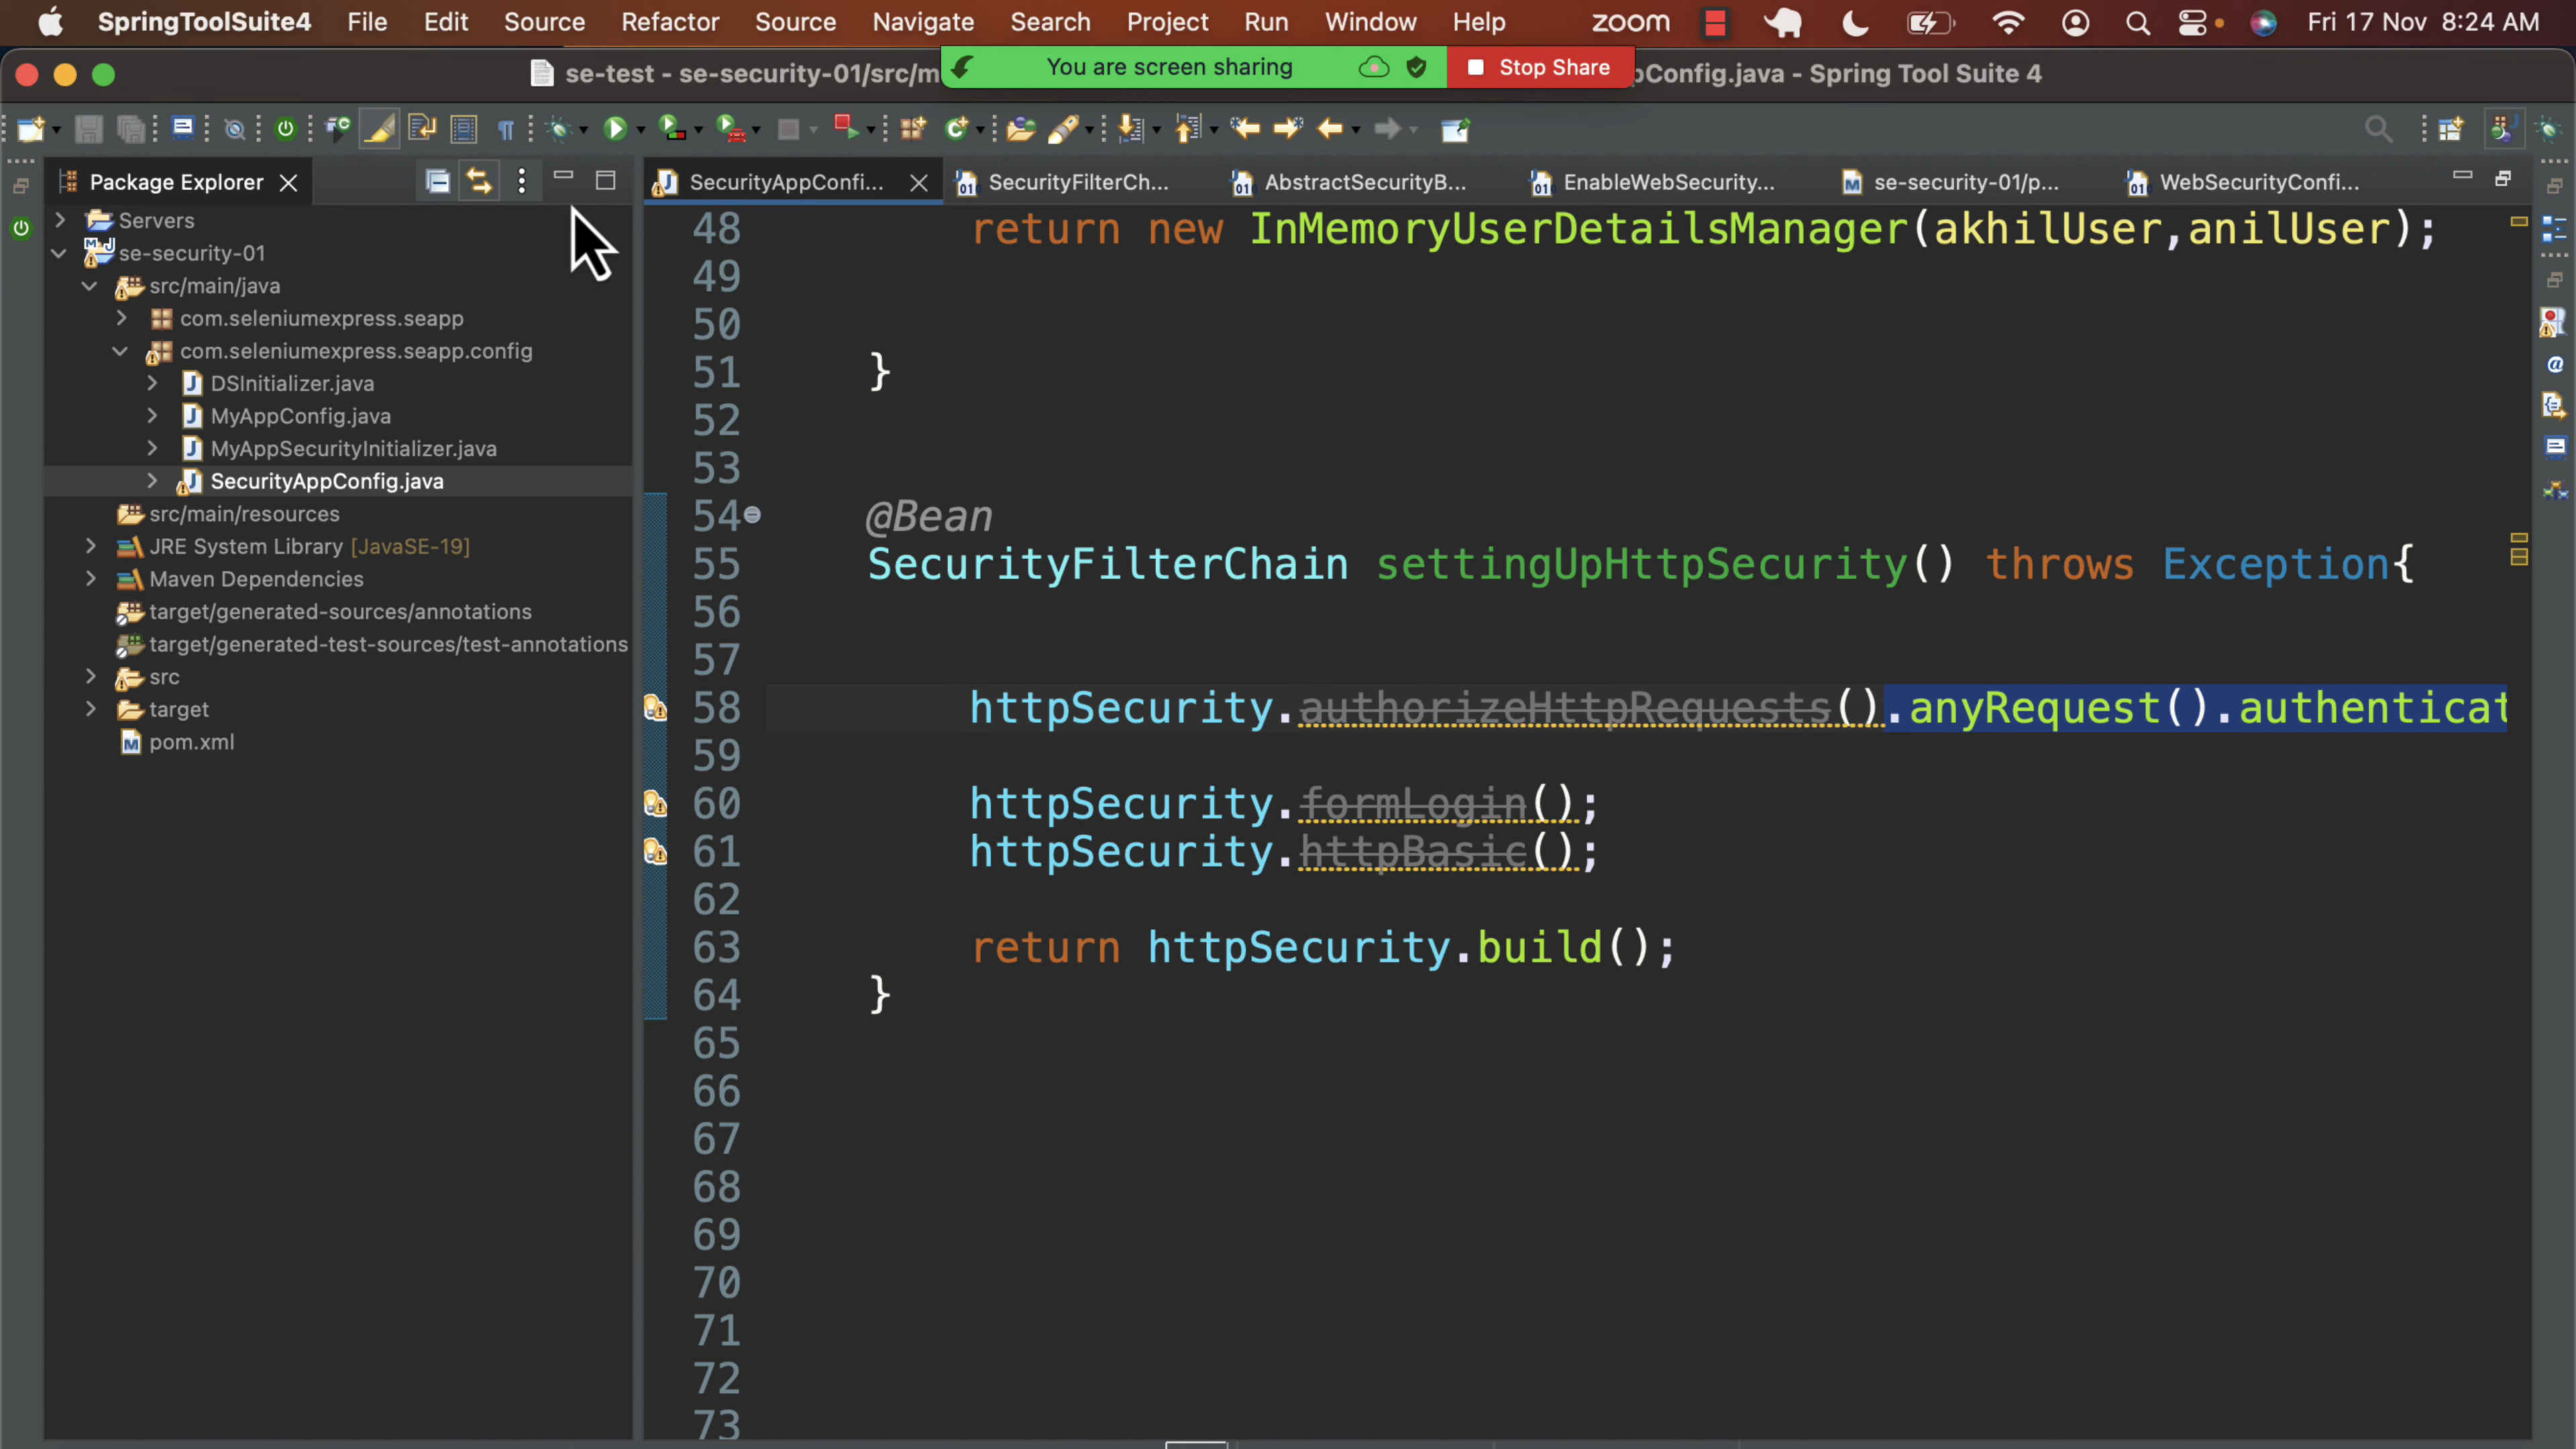 SpringToolSuite4 File Edit Source Refactor Source Navigate Search Project Run Window Help zoom Fri 17 Nov 8:24 AM
se-test - se-security-01/src/m
You are screen sharing
Stop Share
pConfig.java - Spring Tool Suite 4
Package Explorer
SecurityAppConfi...
SecurityFilterCh...
AbstractSecurityB...
EnableWebSecurity...
se-security-01/p...
WebSecurityConfi...
Servers
se-security-01
src/main/java
com.seleniumexpress.seapp
com.seleniumexpress.seapp.config
DSInitializer.java
MyAppConfig.java
MyAppSecurityInitializer.java
SecurityAppConfig.java
src/main/resources
JRE System Library [JavaSE-19]
Maven Dependencies
target/generated-sources/annotations
target/generated-test-sources/test-annotations
src
target
pom.xml
48 return new InMemoryUserDetailsManager(akhilUser,anilUser);
49
50
51 }
52
53
54 @Bean
55 SecurityFilterChain settingUpHttpSecurity() throws Exception{
56
57
58 httpSecurity.authorizeHttpRequests().anyRequest().authenticat
59
60 httpSecurity.formLogin();
61 httpSecurity.httpBasic();
62
63 return httpSecurity.build();
64 }
65
66
67
68
69
70
71
72
73